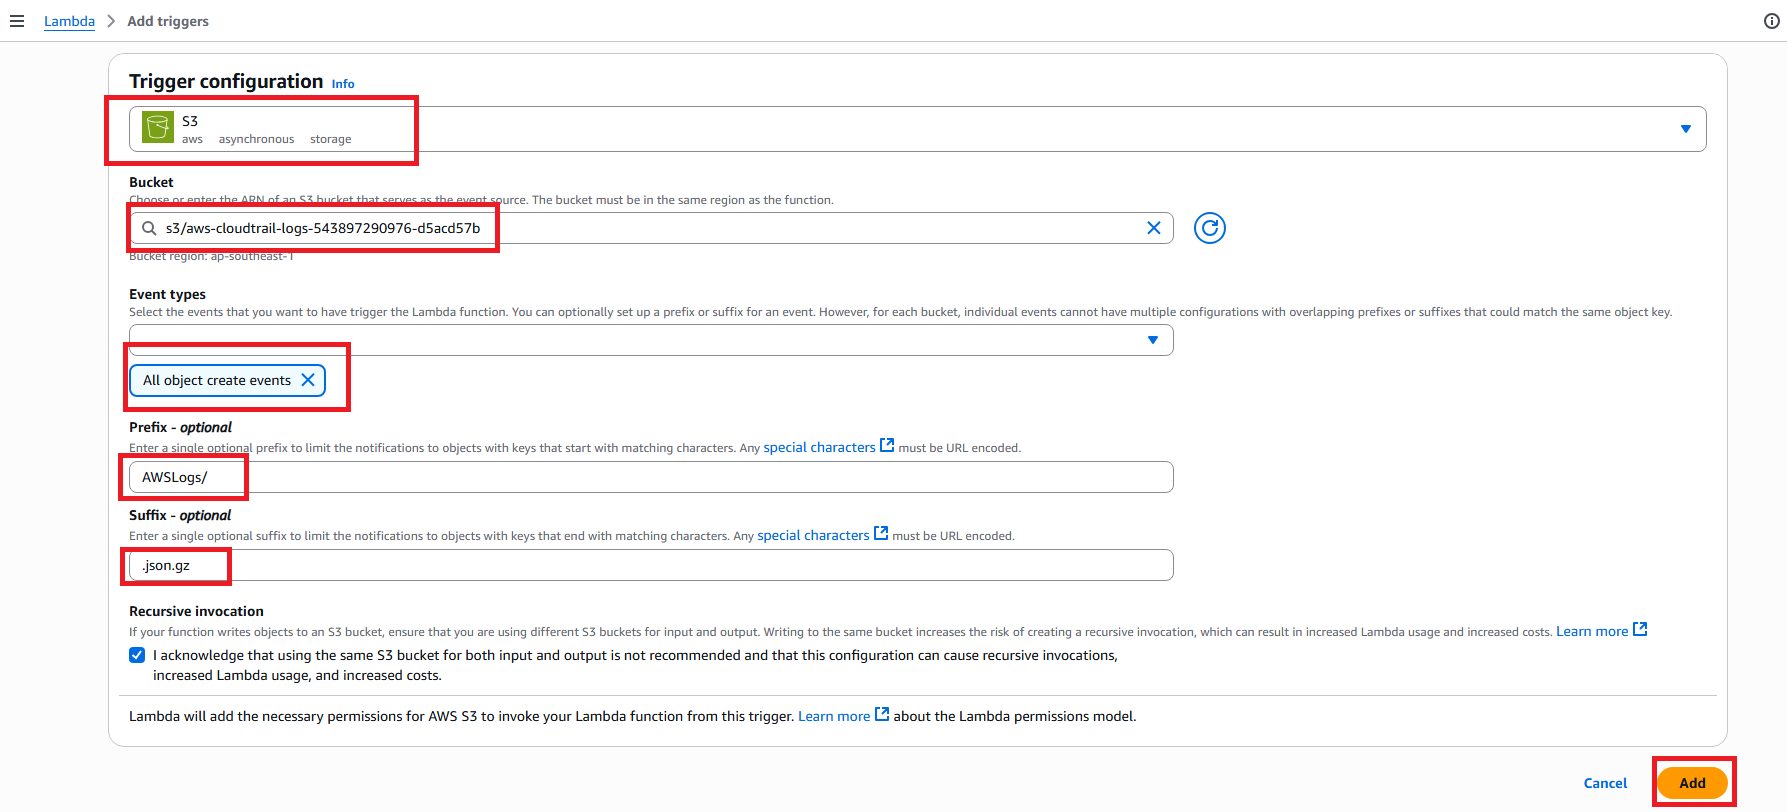 Lambda > Add triggers
Trigger configuration Info
S3
aws asynchronous storage
Bucket
Choose or enter the ARN of an S3 bucket that serves as the event source. The bucket must be in the same region as the function.
s3/aws-cloudtrail-logs-543897290976-d5acd57b
Bucket region: ap-southeast-1
Event types
Select the events that you want to have trigger the Lambda function. You can optionally set up a prefix or suffix for an event. However, for each bucket, individual events cannot have multiple configurations with overlapping prefixes or suffixes that could match the same object key.
All object create events
Prefix - optional
Enter a single optional prefix to limit the notifications to objects with keys that start with matching characters. Any special characters must be URL encoded.
AWSLogs/
Suffix - optional
Enter a single optional suffix to limit the notifications to objects with keys that end with matching characters. Any special characters must be URL encoded.
.json.gz
Recursive invocation
If your function writes objects to an S3 bucket, ensure that you are using different S3 buckets for input and output. Writing to the same bucket increases the risk of creating a recursive invocation, which can result in increased Lambda usage and increased costs. Learn more
I acknowledge that using the same S3 bucket for both input and output is not recommended and that this configuration can cause recursive invocations,
increased Lambda usage, and increased costs.
Lambda will add the necessary permissions for AWS S3 to invoke your Lambda function from this trigger. Learn more about the Lambda permissions model.
Cancel Add